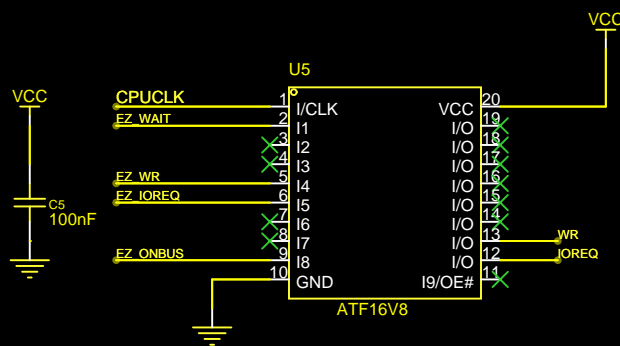 VCC
U5
VCC
CPUCLK
1
I/CLK
VCC
20
EZ_WAIT
2
I1
I/O
19
3
I2
I/O
18
4
I3
I/O
17
EZ_WR
5
I4
I/O
16
EZ_IOREQ
6
I5
I/O
15
C5
100nF
7
I6
I/O
14
8
I7
I/O
13
WR
EZ_ONBUS
9
I8
I/O
12
IOREQ
10
GND
I9/OE#
11
ATF16V8